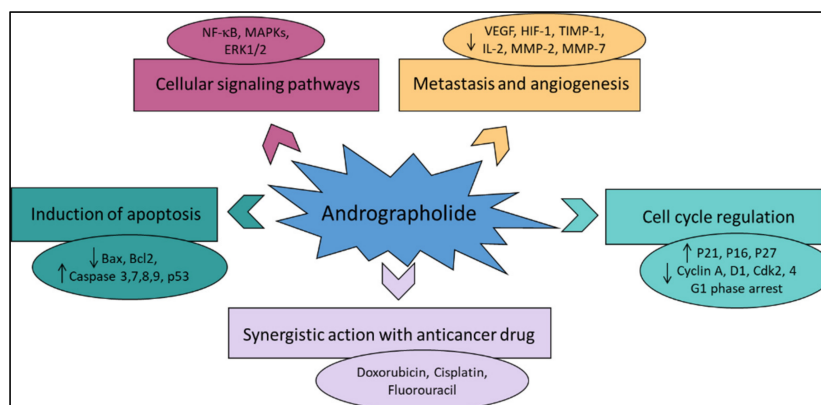 NF-κB, MAPKs,
ERK1/2
Cellular signaling pathways
↓ VEGF, HIF-1, TIMP-1,
IL-2, MMP-2, MMP-7
Metastasis and angiogenesis
Andrographolide
Induction of apoptosis
↓ Bax, Bcl2,
↑ Caspase 3,7,8,9, p53
Cell cycle regulation
↑ P21, P16, P27
↓ Cyclin A, D1, Cdk2, 4
G1 phase arrest
Synergistic action with anticancer drug
Doxorubicin, Cisplatin,
Fluorouracil